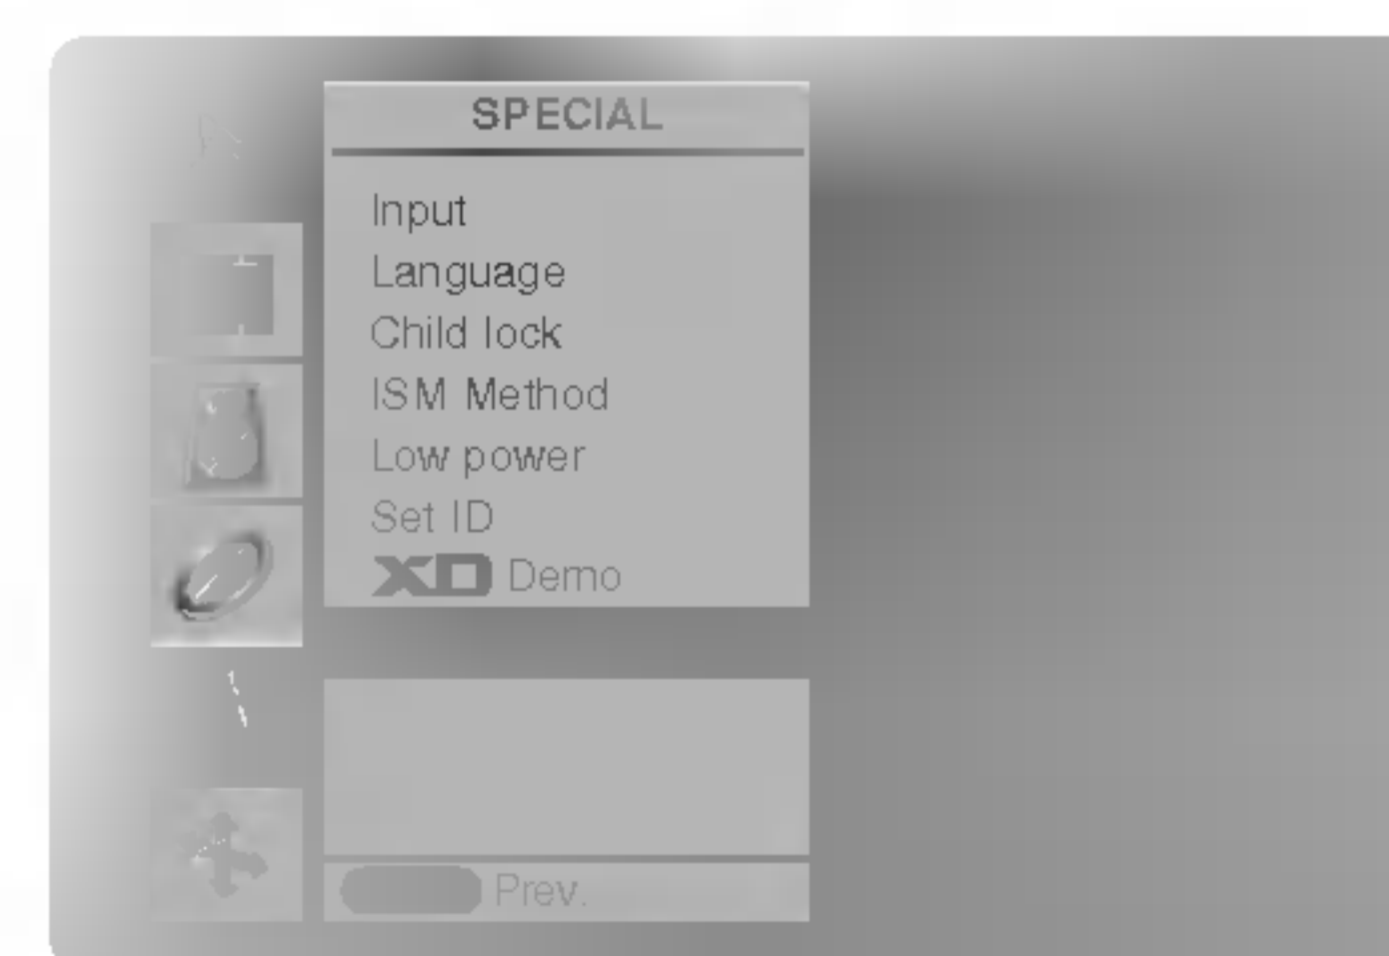 SPECIAL
Input
Language
Child lock
ISM Method
Low power
Set ID
XD Demo
Prev.